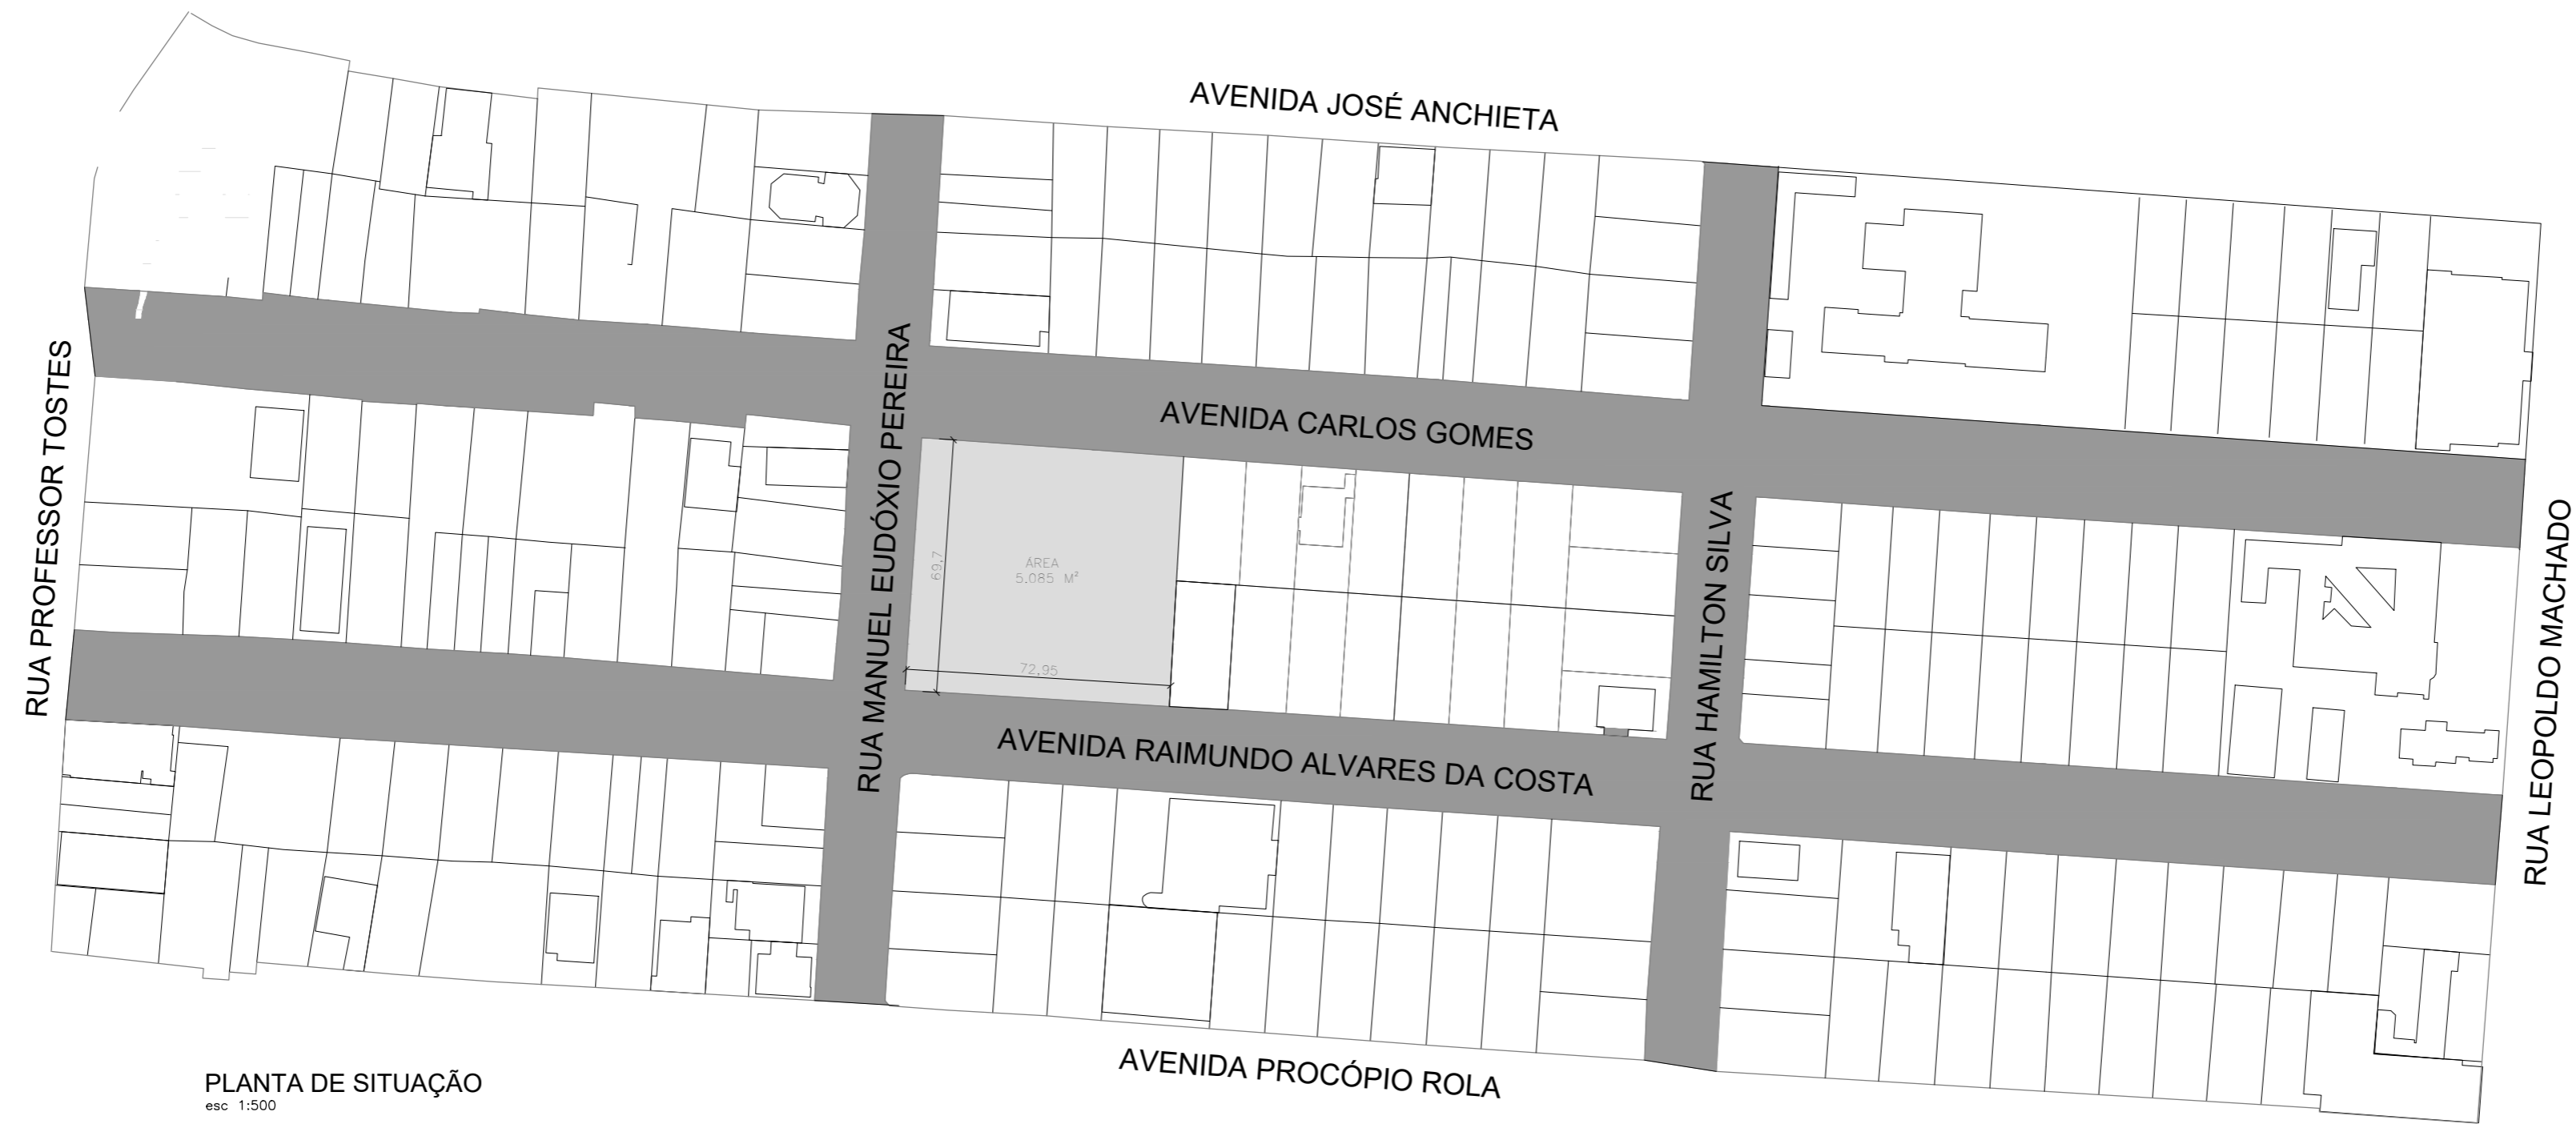 AVENIDA JOSÉ ANCHIETA
RUA PROFESSOR TOSTES
RUA MANUEL EUDÓXIO PEREIRA
AVENIDA CARLOS GOMES
RUA HAMILTON SILVA
RUA LEOPOLDO MACHADO
69,7
ÁREA
5.085 M²
72,95
AVENIDA RAIMUNDO ALVARES DA COSTA
AVENIDA PROCÓPIO ROLA
PLANTA DE SITUAÇÃO
esc 1:500